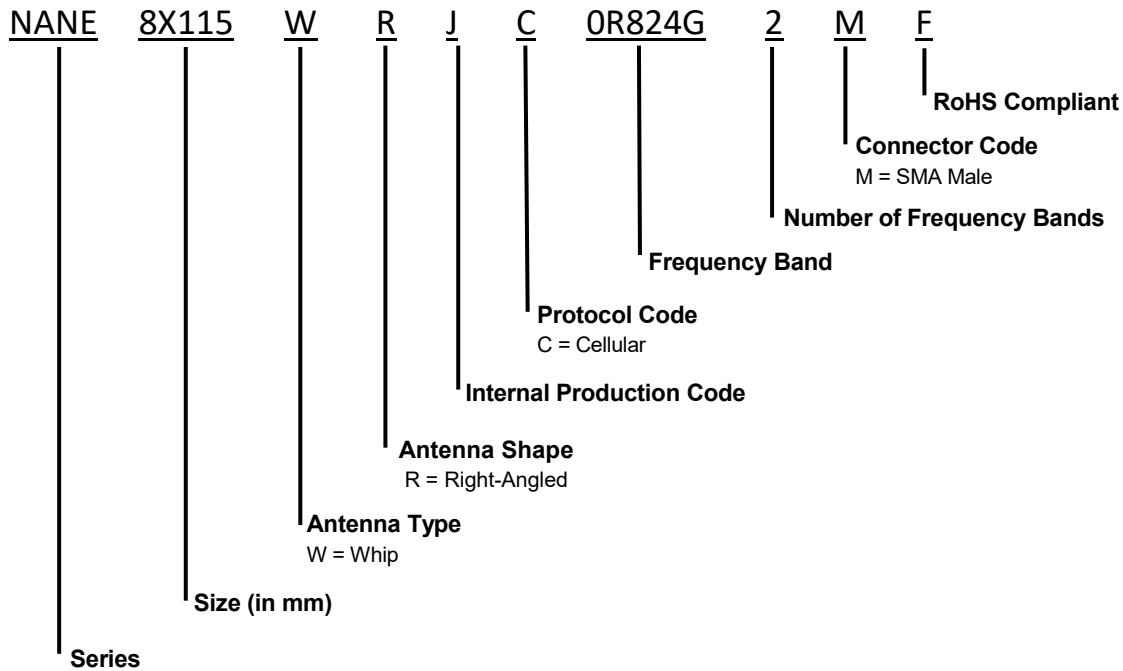 NANE 8X115 W R J C 0R824G 2 M F
RoHS Compliant
Connector Code
M = SMA Male
Number of Frequency Bands
Frequency Band
Protocol Code
C = Cellular
Internal Production Code
Antenna Shape
R = Right-Angled
Antenna Type
W = Whip
Size (in mm)
Series